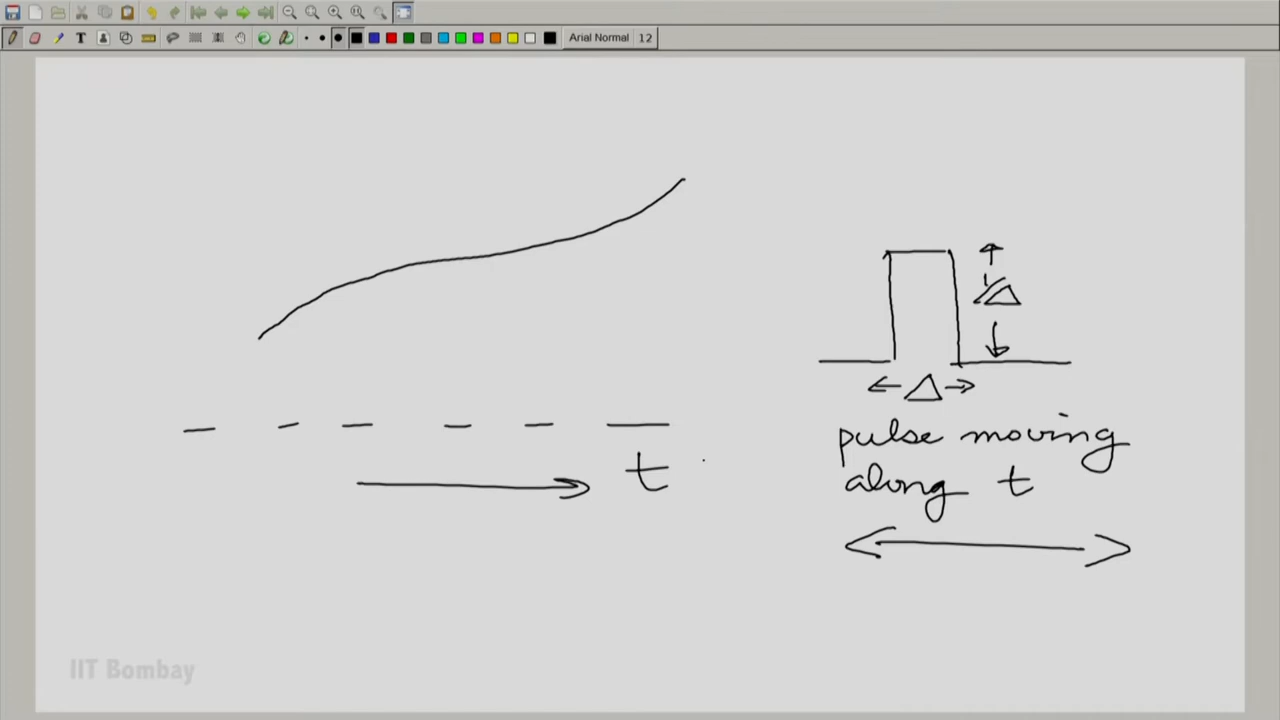 T
Arial Normal 12
1/Δ
Δ
pulse moving
along t
t
IIT Bombay